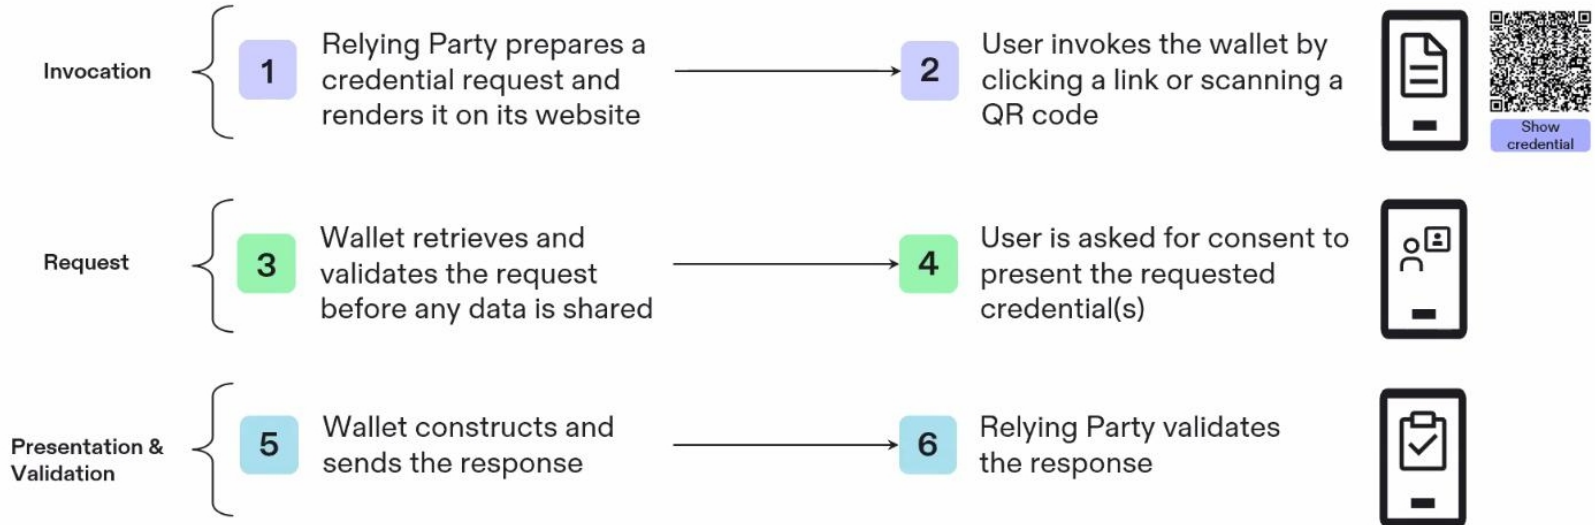 Invocation
1
Relying Party prepares a
credential request and
renders it on its website
2
User invokes the wallet by
clicking a link or scanning a
QR code
Show
credential
Request
3
Wallet retrieves and
validates the request
before any data is shared
4
User is asked for consent to
present the requested
credential(s)
Presentation &
Validation
5
Wallet constructs and
sends the response
6
Relying Party validates
the response